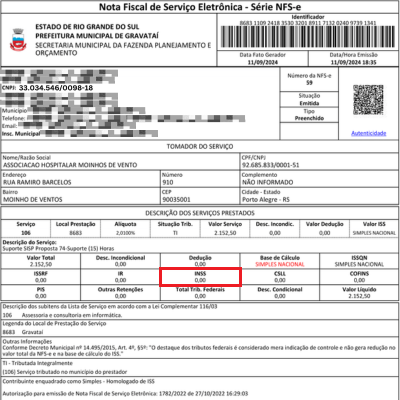 Nota Fiscal de Serviço Eletrônica - Série NFS-e
ESTADO DE RIO GRANDE DO SUL
PREFEITURA MUNICIPAL DE GRAVATAÍ
SECRETARIA MUNICIPAL DA FAZENDA PLANEJAMENTO E
ORÇAMENTO
Identificador
8683 1109 2418 3530 3201 8911 7132 0240 9739 1341
Data Fato Gerador
11/09/2024
Data/Hora Emissão
11/09/2024 18:35
CNPJ: 33.034.546/0098-18
Município
Telefone:
Email:
Insc. Municipal
Número da NFS-e
59
Situação
Emitida
Tipo
Preenchido
Autenticidade
TOMADOR DO SERVIÇO
Nome/Razão Social
ASSOCIACAO HOSPITALAR MOINHOS DE VENTO
CPF/CNPJ
92.685.833/0001-51
Endereço
RUA RAMIRO BARCELOS
Número
910
Complemento
NÃO INFORMADO
Bairro
MOINHO DE VENTOS
CEP
90035001
Cidade - Estado
Porto Alegre - RS
DESCRIÇÃO DOS SERVIÇOS PRESTADOS
Serviço Local Prestação Alíquota Situação Trib. Valor Serviço Desc. Incondic. Valor Dedução Valor ISS
106 8683 2,0100% TI 2.152,50 0,00 0,00 SIMPLES NACIONAL
Descrição do Serviço:
Suporte SISP Proposta 74-Suporte (15) Horas
Valor Total Desc. Incondicional Dedução Base de Cálculo ISSQN
2.152,50 0,00 0,00 SIMPLES NACIONAL SIMPLES NACIONAL
ISSRF IR INSS CSLL COFINS
0,00 0,00 0,00 0,00 0,00
PIS Outras Retenções Total Trib. Federais Desc. Condicional Valor Líquido
0,00 0,00 0,00 0,00 2.152,50
Descrição dos subitens da Lista de Serviço em acordo com a Lei Complementar 116/03
106 Assessoria e consultoria em informática.
Legenda do Local de Prestação do Serviço
8683 Gravataí
Outras Informações
Conforme Decreto Municipal nº 14.495/2015, Art. 4º, §5º: "O destaque dos tributos federais é considerado mera indicação de controle e não gera redução no
valor total da NFS-e e na base de cálculo do ISS."
TI - Tributada Integralmente
(106) Serviço tributado no município do prestador
Contribuinte enquadrado como Simples - Homologado de ISS
Autorização para emissão de Nota Fiscal de Serviço Eletrônico: 1782/2022 de 27/10/2022 16:29:03